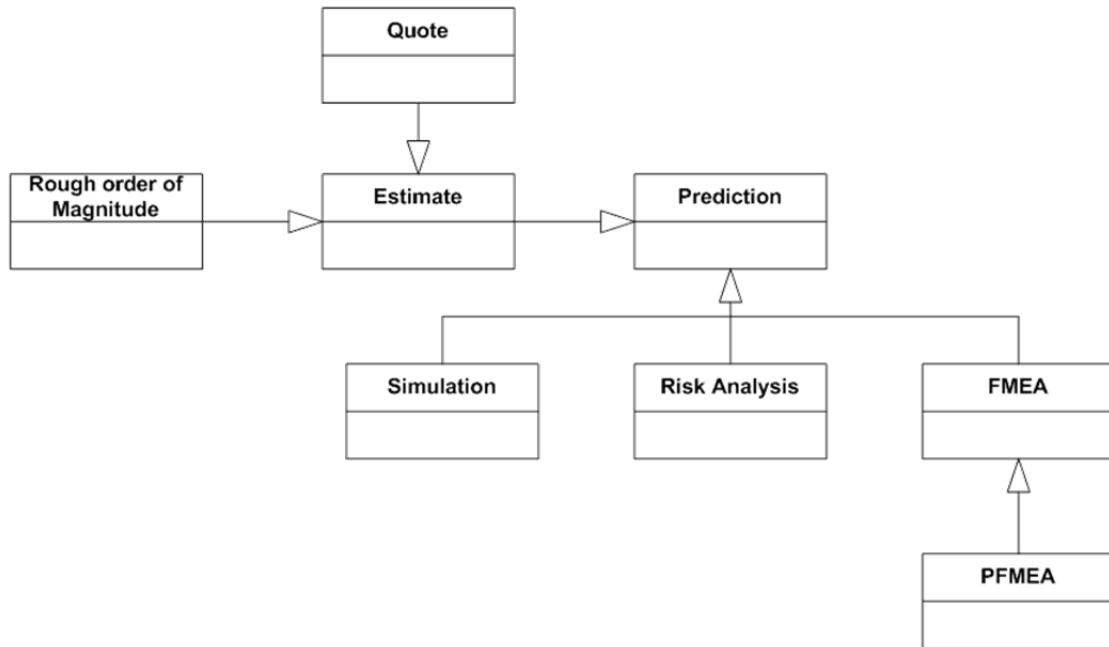 Quote
Rough order of
Magnitude
Estimate
Prediction
Simulation
Risk Analysis
FMEA
PFMEA